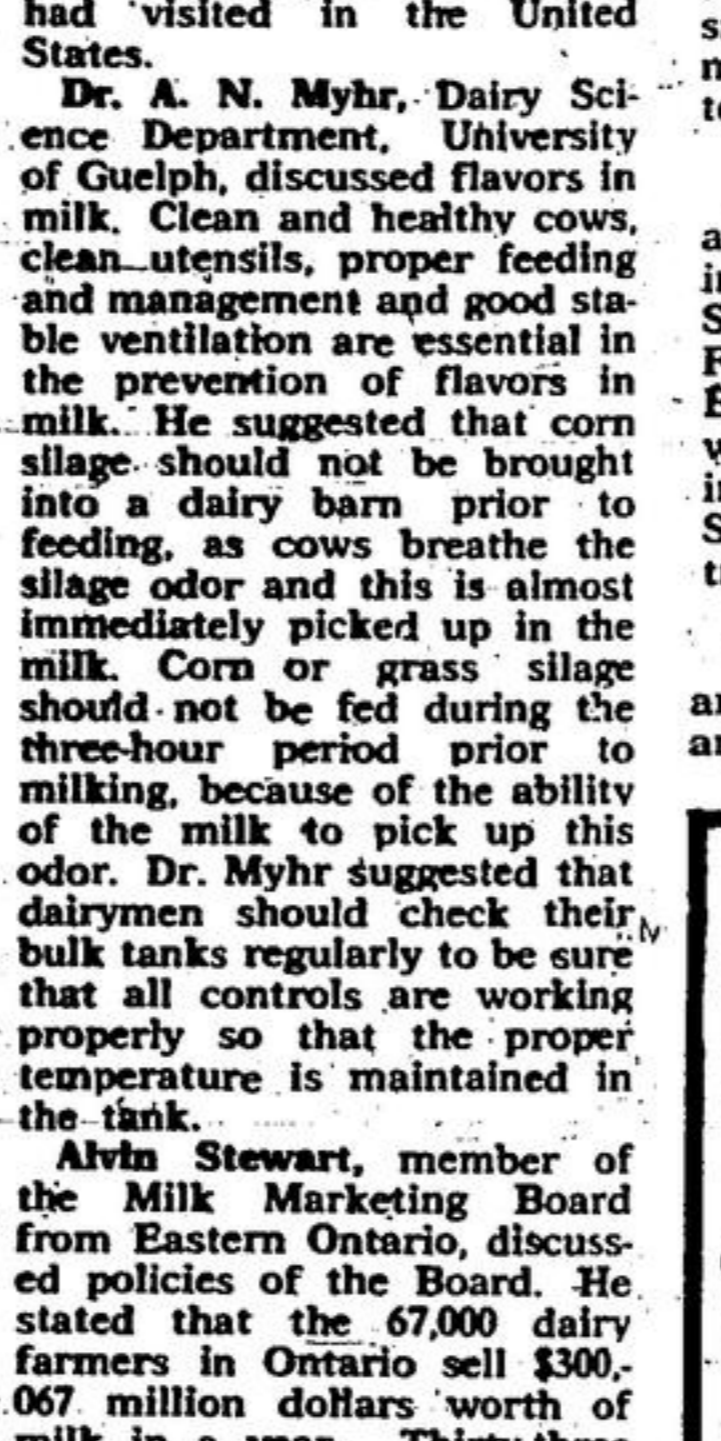 had visited in the United
States.
Dr. A. N. Myhr, Dairy Sci-
ence Department, University
of Guelph, discussed flavors in
milk. Clean and healthy cows,
clean utensils, proper feeding
and management and good sta-
ble ventilation are essential in
the prevention of flavors in
milk. He suggested that corn
silage should not be brought
into a dairy barn prior to
feeding, as cows breathe the
silage odor and this is almost
immediately picked up in the
milk. Corn or grass silage
should not be fed during the
three-hour period prior to
milking, because of the ability
of the milk to pick up this
odor. Dr. Myhr suggested that
dairymen should check their
bulk tanks regularly to be sure
that all controls are working
properly so that the proper
temperature is maintained in
the tank.
Alvin Stewart, member of
the Milk Marketing Board
from Eastern Ontario, discuss-
ed policies of the Board. He
stated that the 67,000 dairy
farmers in Ontario sell $300,-
067 million dollars worth of
milk in a year. Thirty-three